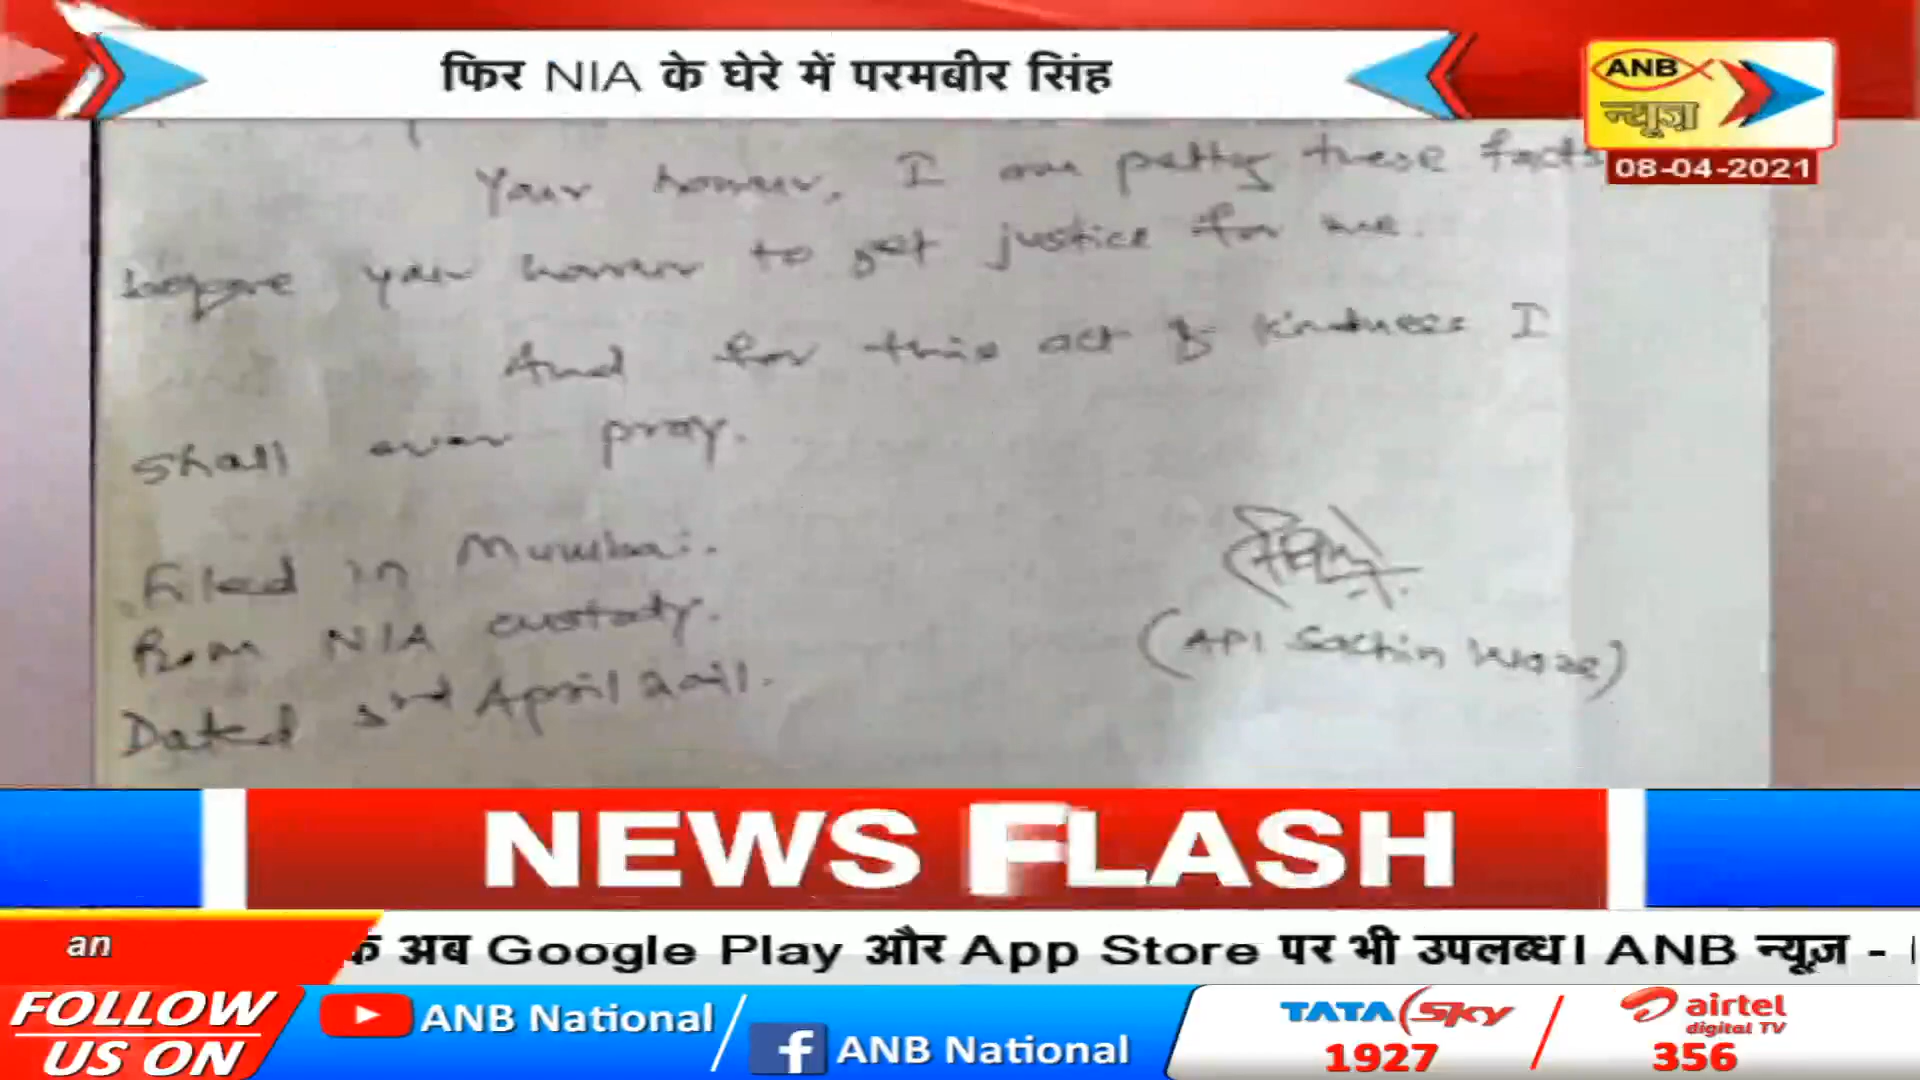 फिर NIA के घेरे में परमबीर सिंह
ANB
न्यूज़
08-04-2021
Your honour, I am putting these facts
before your honour to get justice for me.
And for this act of kindness I
shall ever pray.
Filed in Mumbai.
From NIA custody.
Dated 3rd April 2021.
(API Sachin Waze)
NEWS FLASH
an
अब Google Play और App Store पर भी उपलब्ध। ANB न्यूज़ -
FOLLOW
US ON
ANB National
ANB National
TATA Sky
1927
airtel
digital TV
356